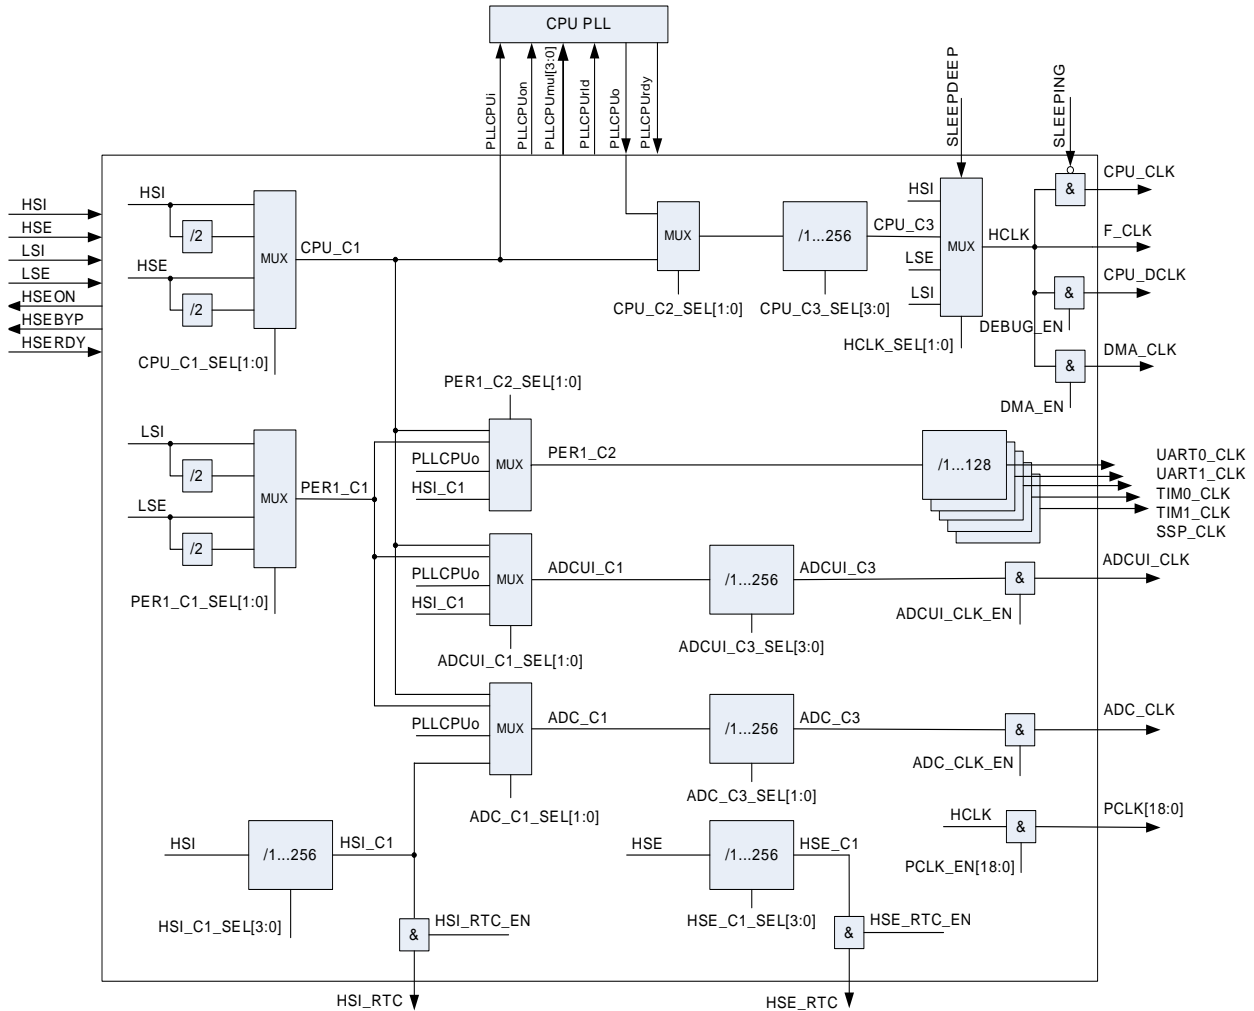 CPU PLL
PLLCPUi
PLLCPUon
PLLCPUmul[3:0]
PLLCPUrld
PLLCPUo
PLLCPUrdy
SLEEPDEEP
SLEEPING
HSI
HSE
LSI
LSE
HSEON
HSEBYP
HSERDY
HSI
/2
HSE
/2
MUX
CPU_C1
CPU_C1_SEL[1:0]
MUX
CPU_C2_SEL[1:0]
/1...256
CPU_C3_SEL[3:0]
HSI
CPU_C3
LSE
LSI
MUX
HCLK
HCLK_SEL[1:0]
&
CPU_CLK
F_CLK
&
CPU_DCLK
DEBUG_EN
&
DMA_CLK
DMA_EN
LSI
/2
LSE
/2
MUX
PER1_C1
PER1_C1_SEL[1:0]
PER1_C2_SEL[1:0]
PLLCPUo
HSI_C1
MUX
PER1_C2
/1...128
UART0_CLK
UART1_CLK
TIM0_CLK
TIM1_CLK
SSP_CLK
PLLCPUo
HSI_C1
MUX
ADCUI_C1
ADCUI_C1_SEL[1:0]
/1...256
ADCUI_C3
ADCUI_C3_SEL[3:0]
&
ADCUI_CLK
ADCUI_CLK_EN
PLLCPUo
MUX
ADC_C1
ADC_C1_SEL[1:0]
/1...256
ADC_C3
ADC_C3_SEL[1:0]
&
ADC_CLK
ADC_CLK_EN
HSI
/1...256
HSI_C1
HSI_C1_SEL[3:0]
&
HSI_RTC_EN
HSI_RTC
HSE
/1...256
HSE_C1
HSE_C1_SEL[3:0]
&
HSE_RTC_EN
HSE_RTC
HCLK
&
PCLK[18:0]
PCLK_EN[18:0]